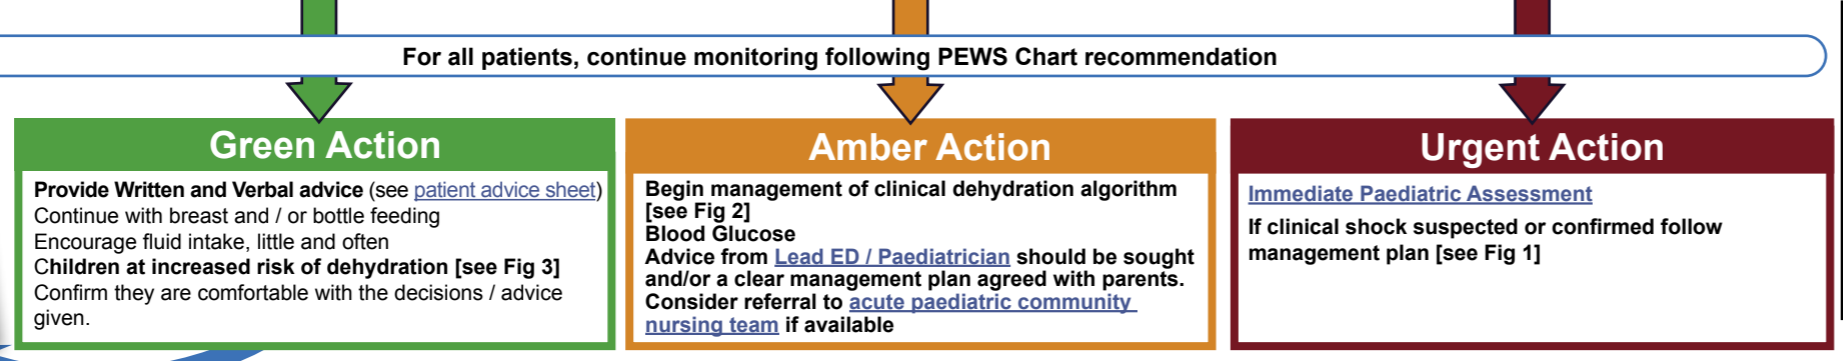 For all patients, continue monitoring following PEWS Chart recommendation
Green Action
Provide Written and Verbal advice (see patient advice sheet)
Continue with breast and / or bottle feeding
Encourage fluid intake, little and often
Children at increased risk of dehydration [see Fig 3]
Confirm they are comfortable with the decisions / advice
given.
Amber Action
Begin management of clinical dehydration algorithm
[see Fig 2]
Blood Glucose
Advice from Lead ED / Paediatrician should be sought
and/or a clear management plan agreed with parents.
Consider referral to acute paediatric community
nursing team if available
Urgent Action
Immediate Paediatric Assessment
If clinical shock suspected or confirmed follow
management plan [see Fig 1]